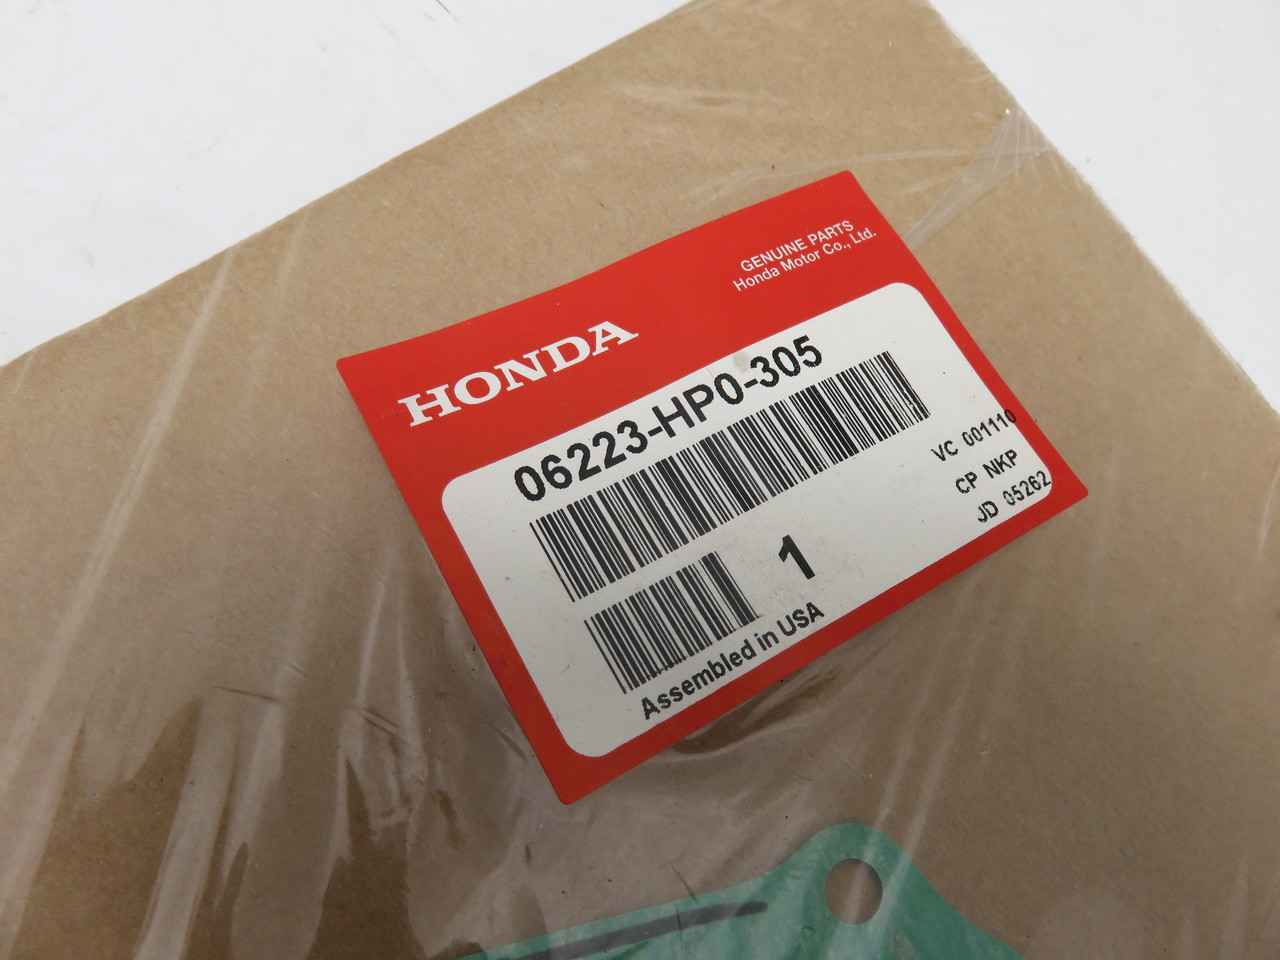 GENUINE PARTS
Honda Motor Co., Ltd.
HONDA
06223-HP0-305
VC 001110
CP NKP
JD 05262
1
Assembled in USA